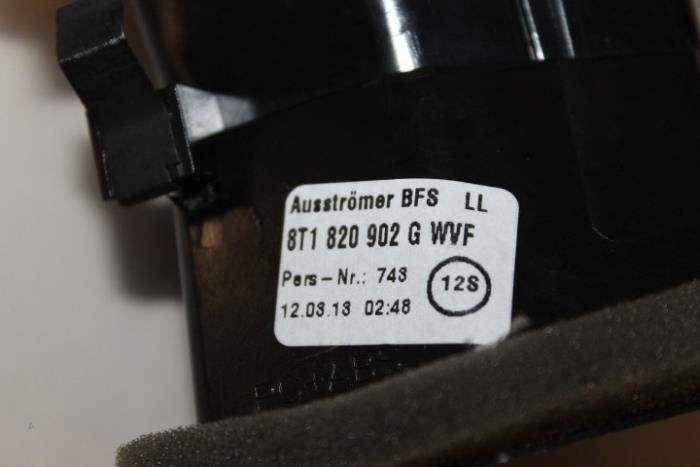 Ausströmer BFS LL
8T1 820 902 G WVF
Pers-Nr.: 743
12S
12.03.13 02:48